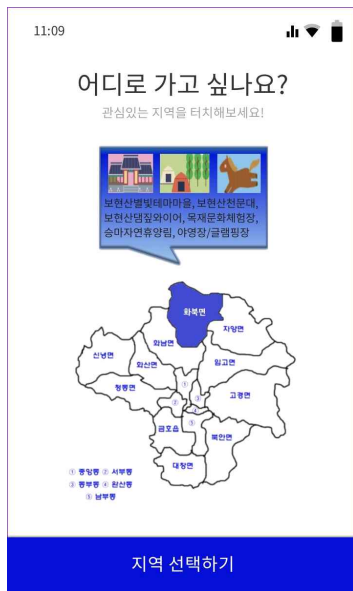 11:09
어디로 가고 싶나요?
관심있는 지역을 터치해보세요!
보현산별빛테마마을, 보현산천문대,
보현산댐짚와이어, 목재문화체험장,
승마자연휴양림, 야영장/글램핑장
화북면
자양면
화남면
신녕면
화산면
임고면
청통면
①
고경면
②
③
④
⑤
금호읍
북안면
대창면
① 중앙동 ② 서부동
③ 동부동 ④ 완산동
⑤ 남부동
지역 선택하기